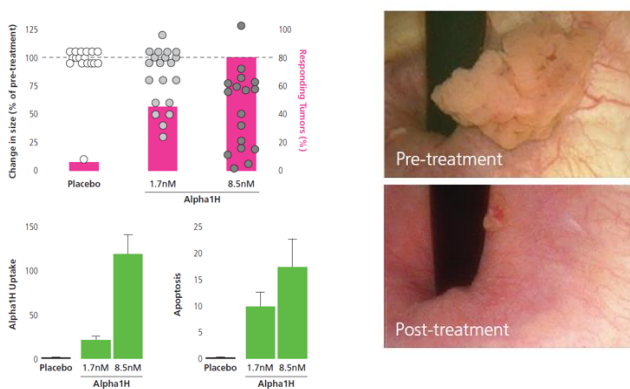 125
100
75
50
25
0
Change in size (% of pre-treatment)
100
80
60
40
20
0
Responding Tumors (%)
Placebo
1.7nM
8.5nM
Alpha1H
Pre-treatment
Post-treatment
150
100
50
0
Alpha1H Uptake
Placebo
1.7nM 8.5nM
Alpha1H
25
20
15
10
5
0
Apoptosis
Placebo
1.7nM 8.5nM
Alpha1H